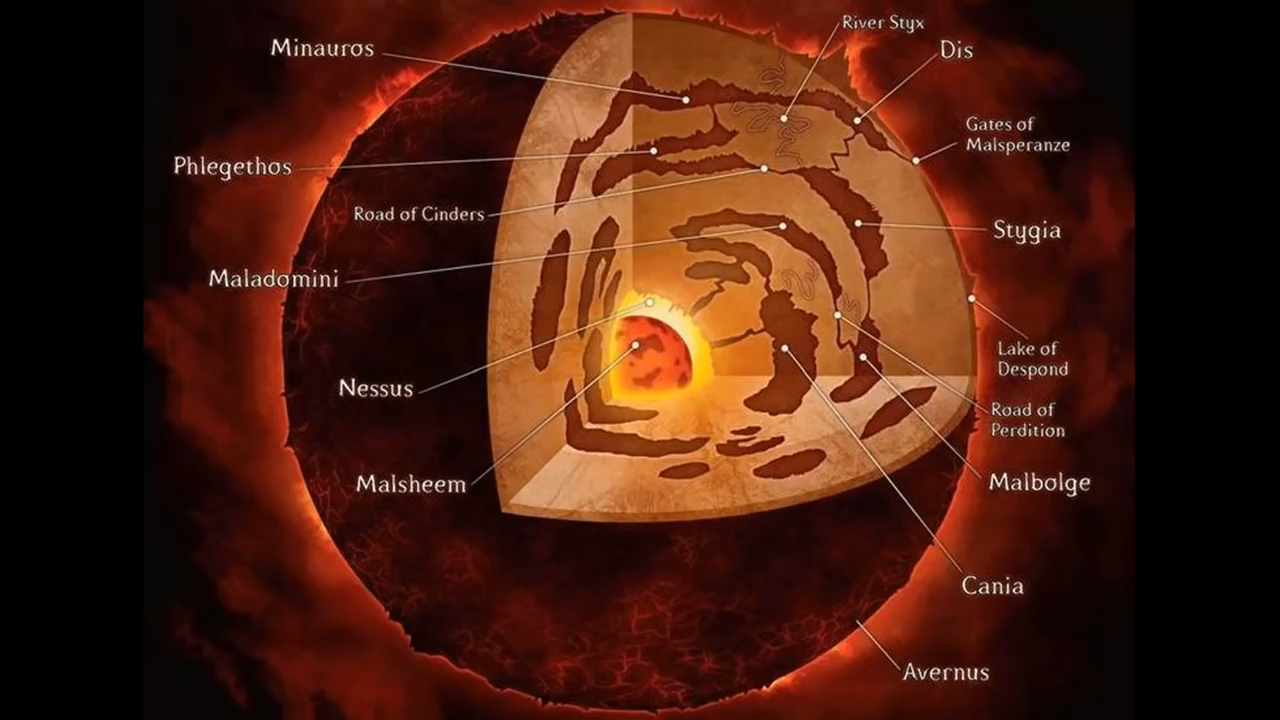 River Styx
Minauros
Dis
Gates of
Malsperanze
Phlegethos
Road of Cinders
Stygia
Maladomini
Lake of
Despond
Nessus
Road of
Perdition
Malsheem
Malbolge
Cania
Avernus